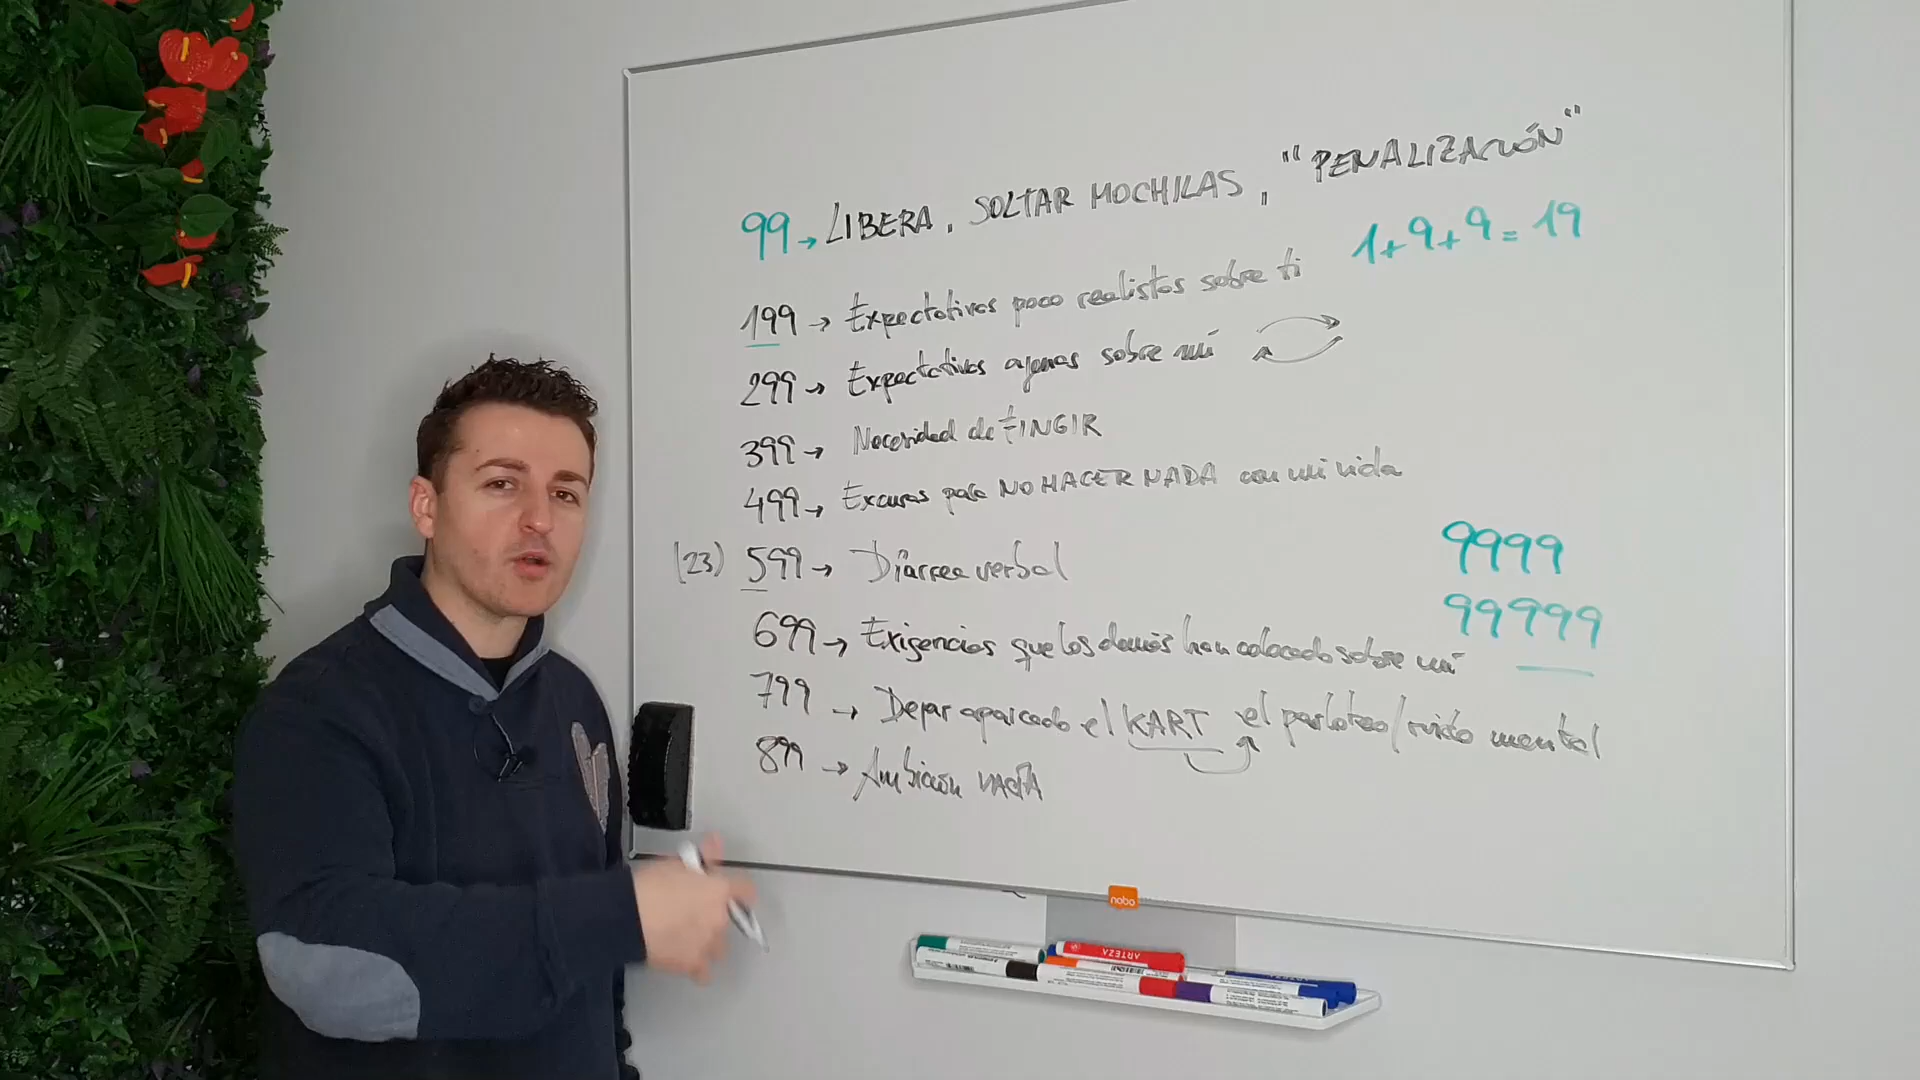 99 → LIBERA, SOLTAR MOCHILAS, "PENALIZACIÓN"
1+9+9=19
199 → Expectativas poco realistas sobre ti
299 → Expectativas ajenas sobre mí
399 → Necesidad de FINGIR
499 → Excusas para NO HACER NADA con mi vida
9999
(23) 599 → Diarrea verbal
99999
699 → Exigencias que los demás han colocado sobre mí
799 → Dejar aparcado el KART el parloteo/ruido mental
899 → Ambición VACÍA
nobo
ARTEZA